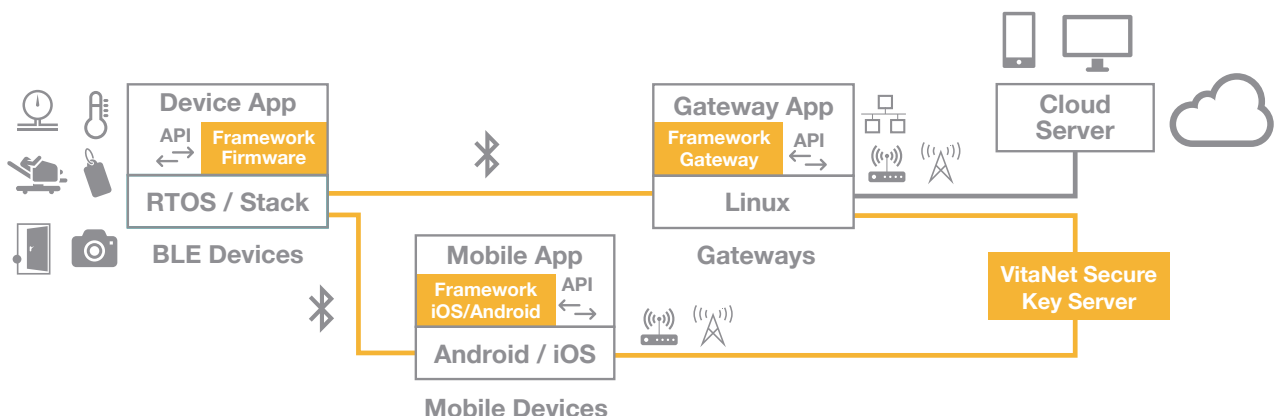 Device App
API
Framework
Firmware
RTOS / Stack
BLE Devices
Mobile App
Framework
iOS/Android
API
Android / iOS
Mobile Devices
Gateway App
Framework
Gateway
API
Linux
Gateways
Cloud
Server
VitaNet Secure
Key Server